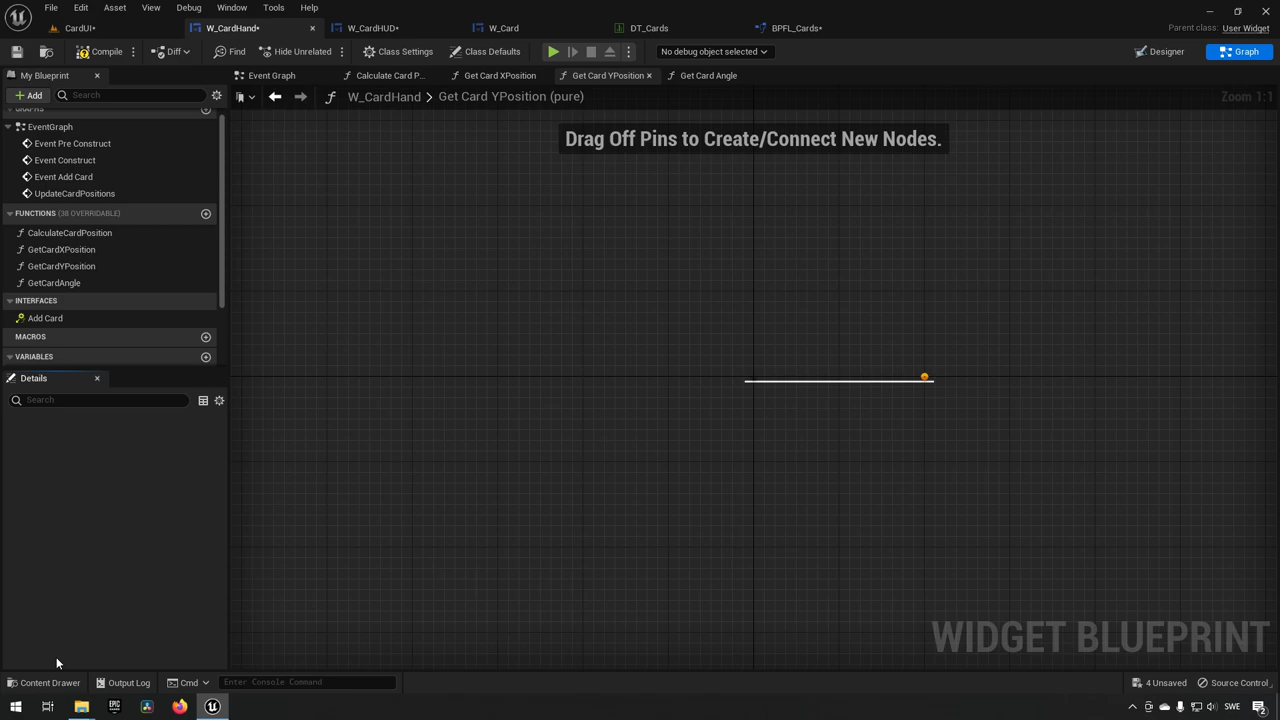 File Edit Asset View Debug Window Tools Help
CardUI* W_CardHand* W_CardHUD* W_Card DT_Cards BPFL_Cards* Parent class: User Widget
Compile Diff Find Hide Unrelated Class Settings Class Defaults No debug object selected Designer Graph
My Blueprint Event Graph Calculate Card P... Get Card XPosition Get Card YPosition Get Card Angle
Add Search W_CardHand > Get Card YPosition (pure) Zoom 1:1
GRAPHS
EventGraph
Event Pre Construct
Event Construct
Event Add Card
UpdateCardPositions
FUNCTIONS (38 OVERRIDABLE)
CalculateCardPosition
GetCardXPosition
GetCardYPosition
GetCardAngle
INTERFACES
Add Card
MACROS
VARIABLES
Details
Search
Drag Off Pins to Create/Connect New Nodes.
WIDGET BLUEPRINT
Content Drawer Output Log Cmd Enter Console Command 4 Unsaved Source Control
SWE 2